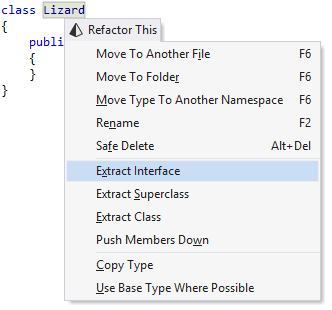 class Lizard
{
Refactor This
publi
{
}
}
Move To Another File F6
Move To Folder F6
Move Type To Another Namespace F6
Rename F2
Safe Delete Alt+Del
Extract Interface
Extract Superclass
Extract Class
Push Members Down
Copy Type
Use Base Type Where Possible